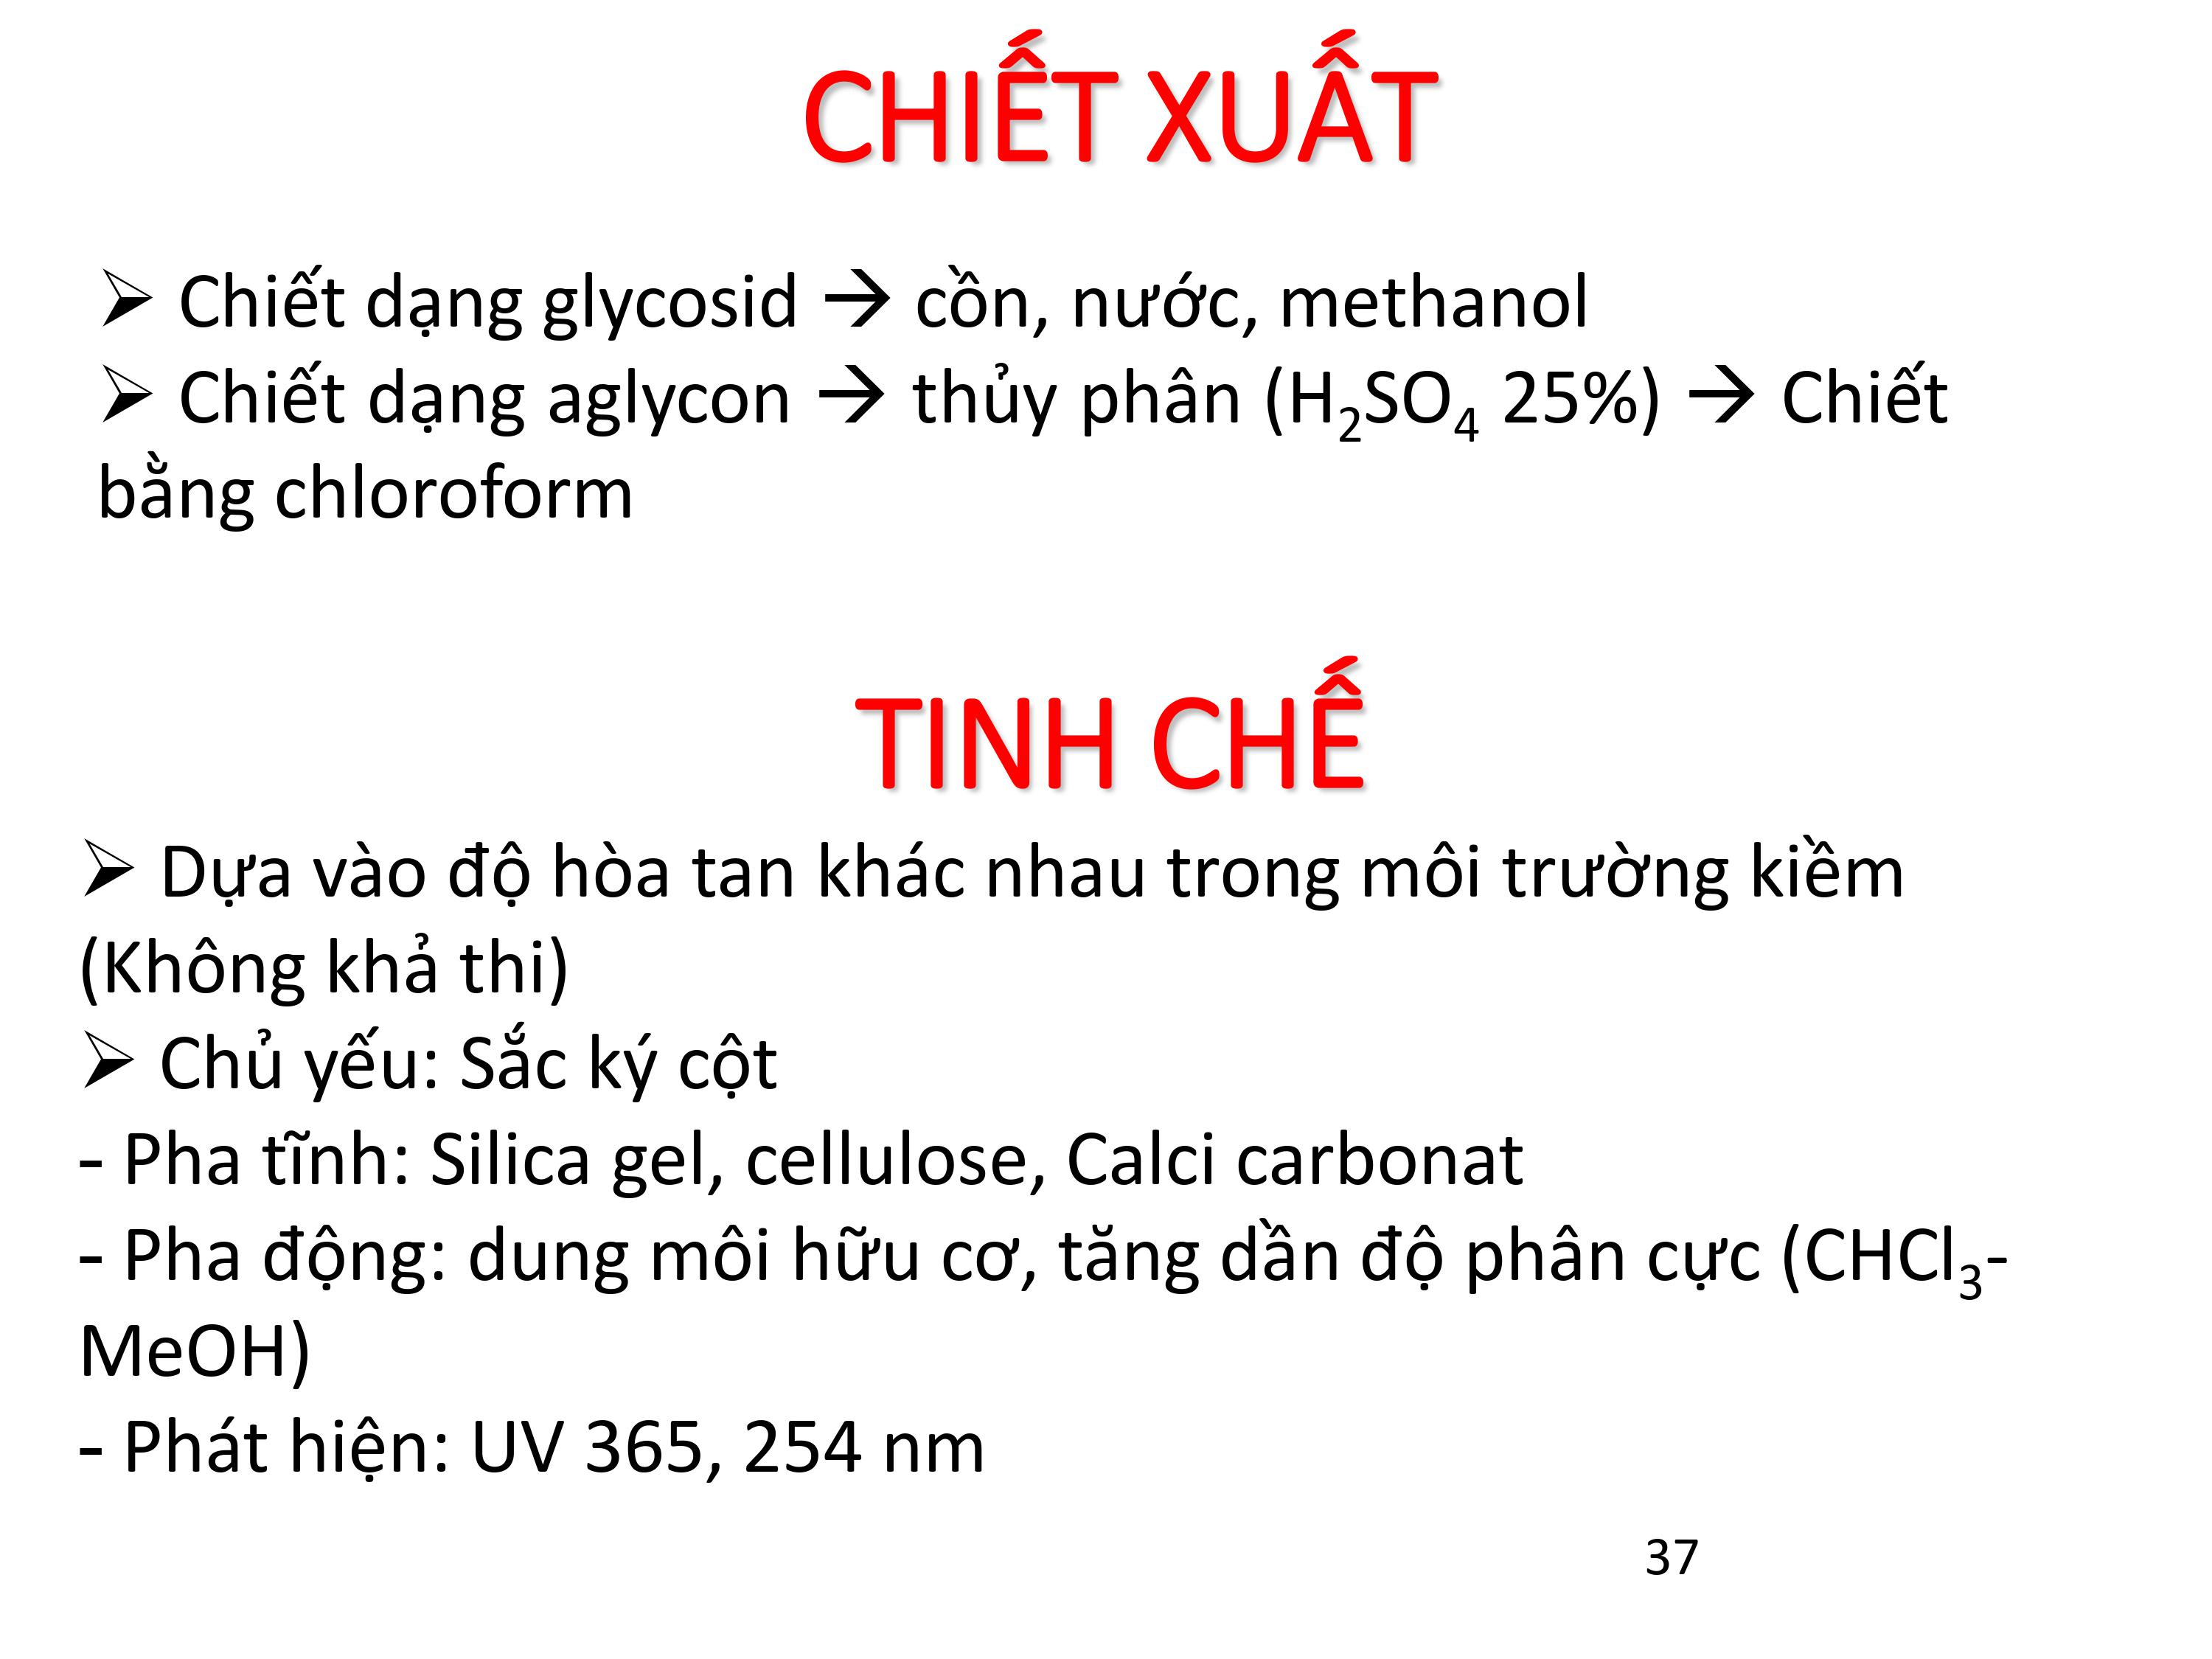 CHIẾT XUẤT
➢ Chiết dạng glycosid → cồn, nước, methanol
➢ Chiết dạng aglycon → thủy phân (H₂SO₄ 25%) → Chiết
bằng chloroform
TINH CHẾ
➢ Dựa vào độ hòa tan khác nhau trong môi trường kiềm
(Không khả thi)
➢ Chủ yếu: Sắc ký cột
- Pha tĩnh: Silica gel, cellulose, Calci carbonat
- Pha động: dung môi hữu cơ, tăng dần độ phân cực (CHCl₃-
MeOH)
- Phát hiện: UV 365, 254 nm
37